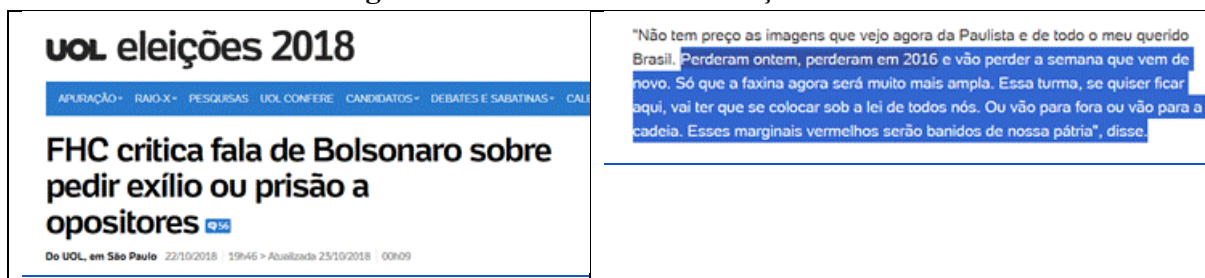 UOL eleições 2018
APURAÇÃO RAIO-X PESQUISAS UOL CONFERE CANDIDATOS DEBATES E SABATINAS CALE
FHC critica fala de Bolsonaro sobre
pedir exílio ou prisão a
opositores 56
Do UOL, em São Paulo 22/10/2018 19h46 > Atualizada 23/10/2018 00h09
"Não tem preço as imagens que vejo agora da Paulista e de todo o meu querido
Brasil. Perderam ontem, perderam em 2016 e vão perder a semana que vem de
novo. Só que a faxina agora será muito mais ampla. Essa turma, se quiser ficar
aqui, vai ter que se colocar sob a lei de todos nós. Ou vão para fora ou vão para a
cadeia. Esses marginais vermelhos serão banidos de nossa pátria", disse.